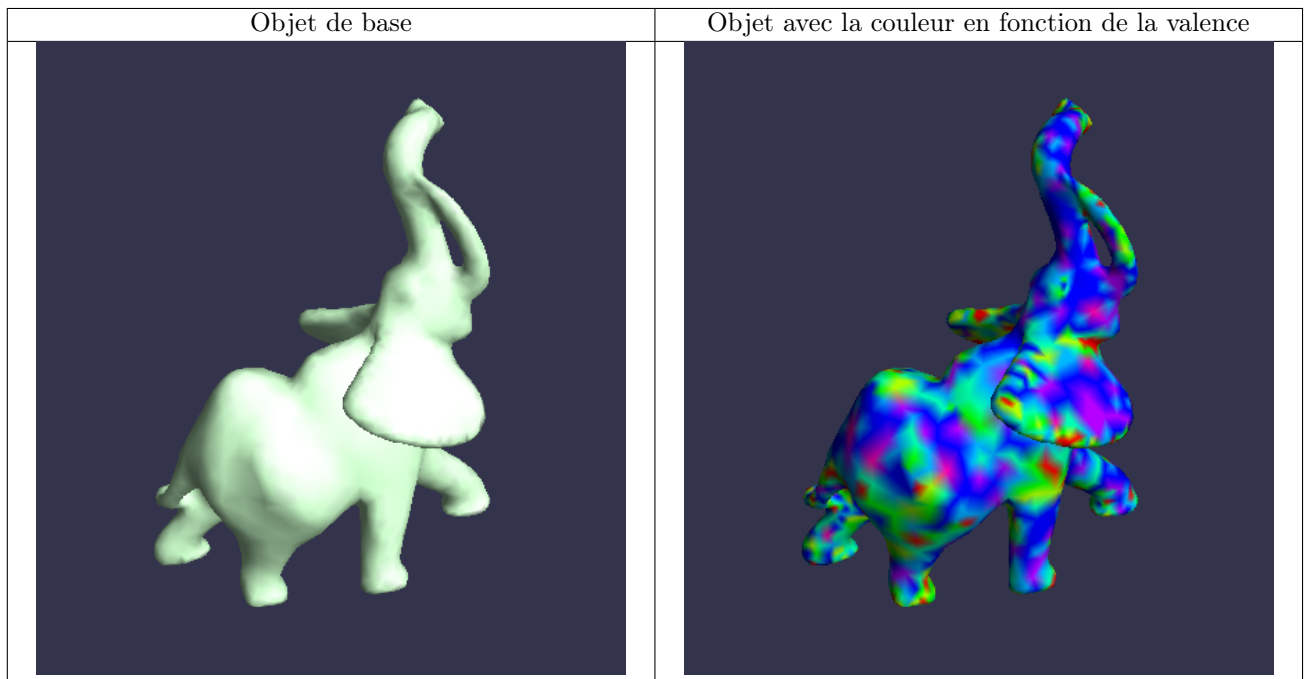 Objet de base
Objet avec la couleur en fonction de la valence